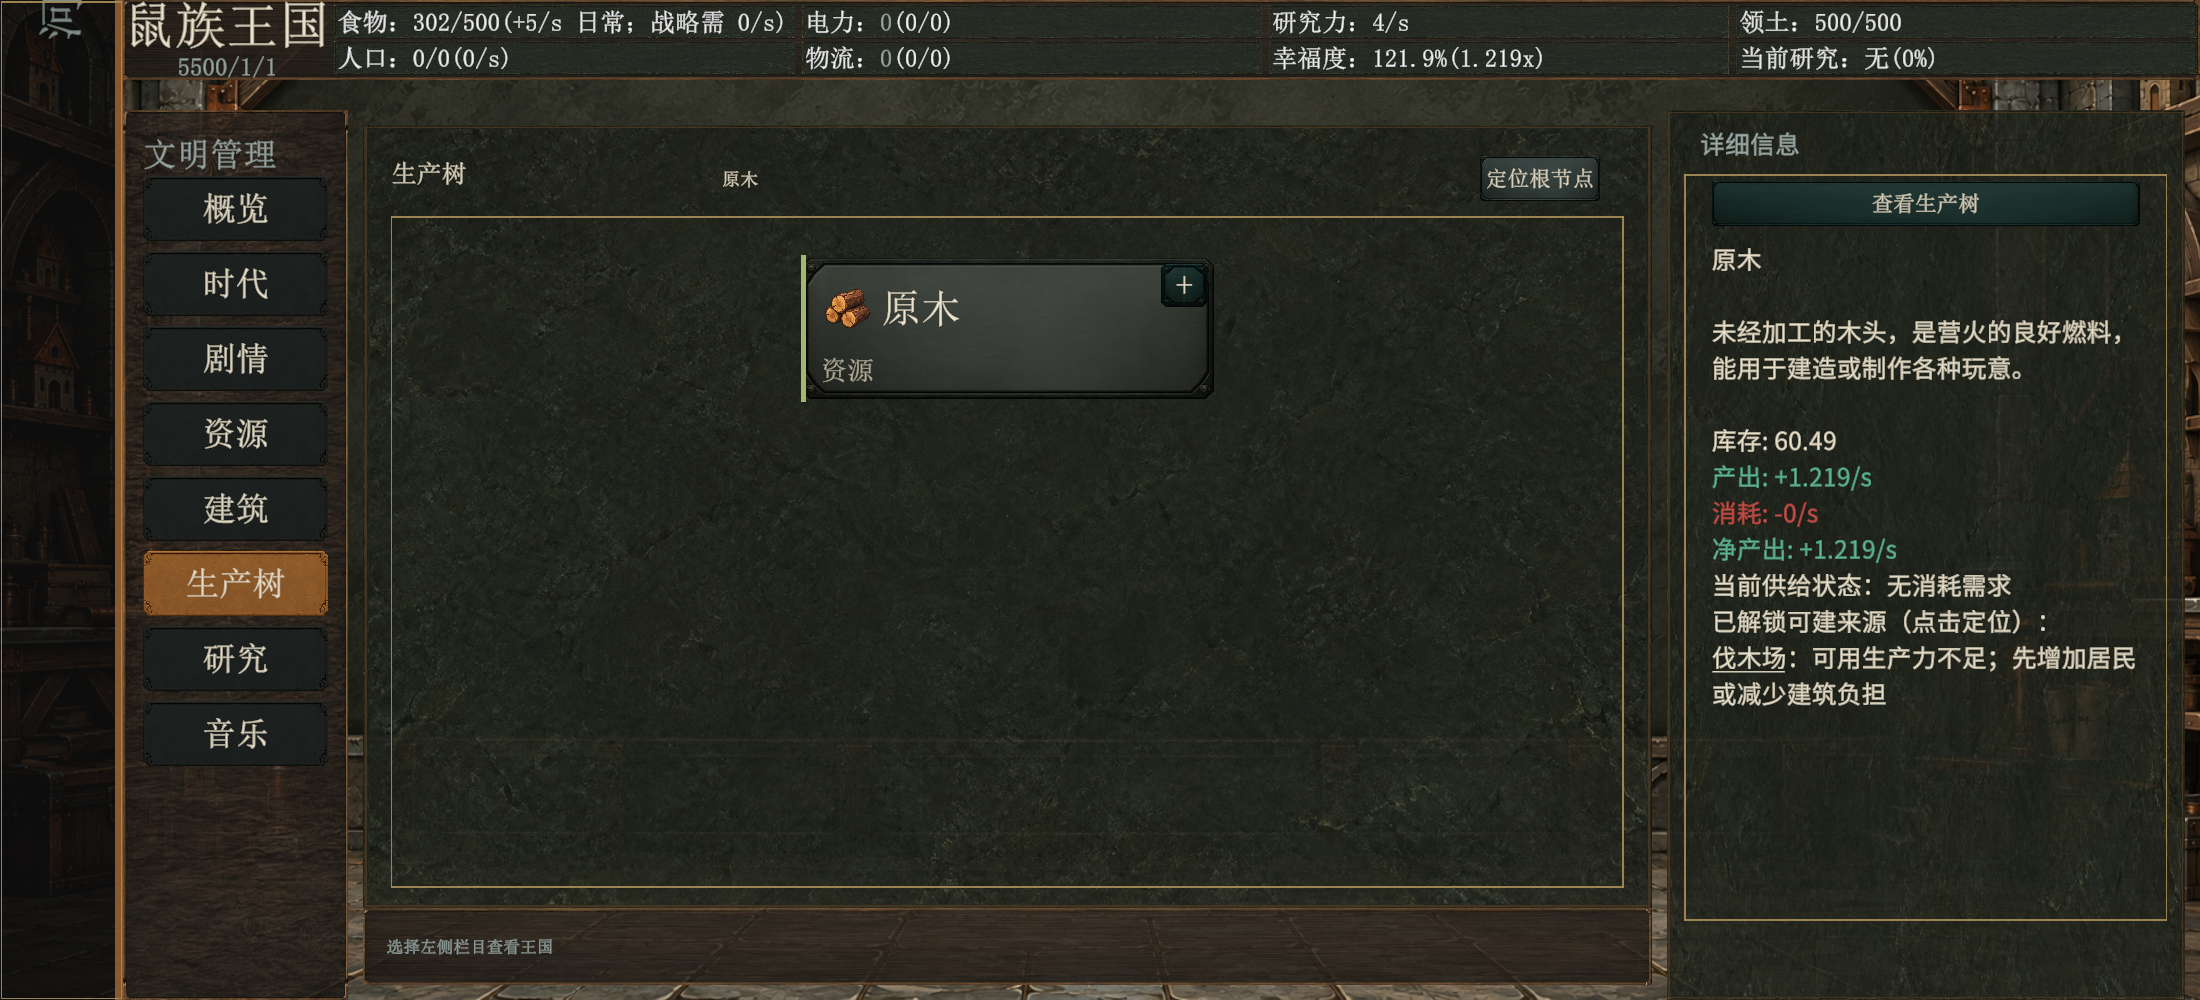 鼠族王国
5500/1/1
食物：302/500(+5/s 日常；战略需 0/s)
人口：0/0(0/s)
电力：0(0/0)
物流：0(0/0)
研究力：4/s
幸福度：121.9%(1.219x)
领土：500/500
当前研究：无(0%)
文明管理
概览
时代
剧情
资源
建筑
生产树
研究
音乐
生产树
原木
定位根节点
原木
+
资源
选择左侧栏目查看王国
详细信息
查看生产树
原木
未经加工的木头，是营火的良好燃料，
能用于建造或制作各种玩意。
库存: 60.49
产出: +1.219/s
消耗: -0/s
净产出: +1.219/s
当前供给状态：无消耗需求
已解锁可建来源（点击定位）：
伐木场：可用生产力不足；先增加居民
或减少建筑负担